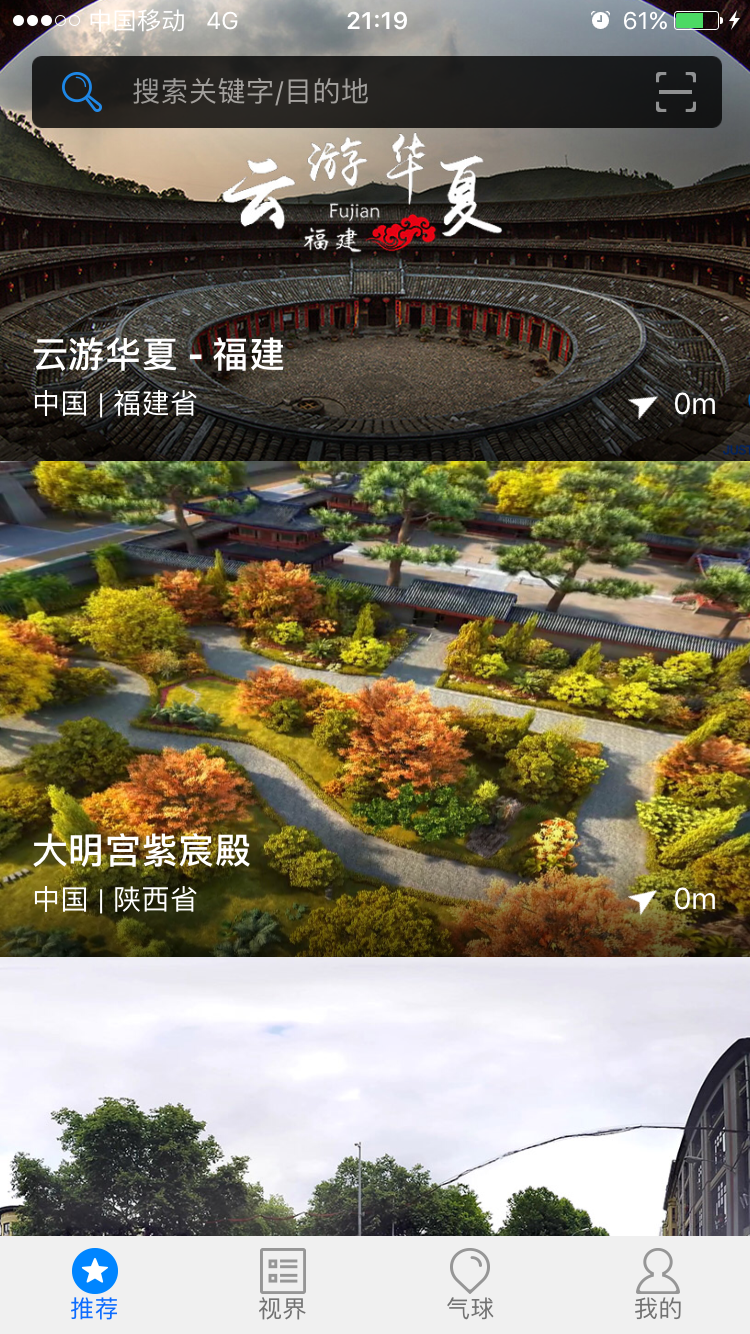 中国移动 4G 21:19 61%
搜索关键字/目的地
云游华夏
Fujian
福建
云游华夏 - 福建
中国 | 福建省 0m
大明宫紫宸殿
中国 | 陕西省 0m
推荐 视界 气球 我的